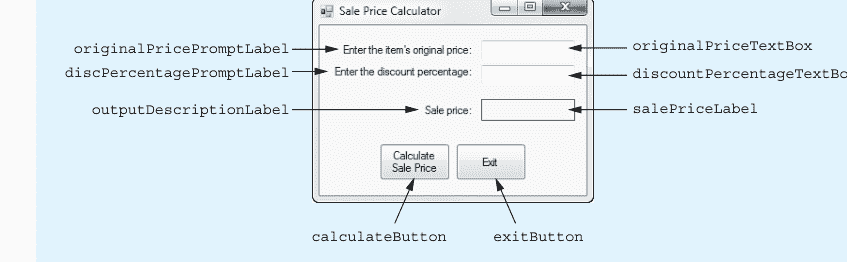 Sale Price Calculator
originalPricePromptLabel Enter the item's original price: originalPriceTextBox
discPercentagePromptLabel Enter the discount percentage: discountPercentageTextBo
outputDescriptionLabel Sale price: salePriceLabel
Calculate
Sale Price
Exit
calculateButton exitButton